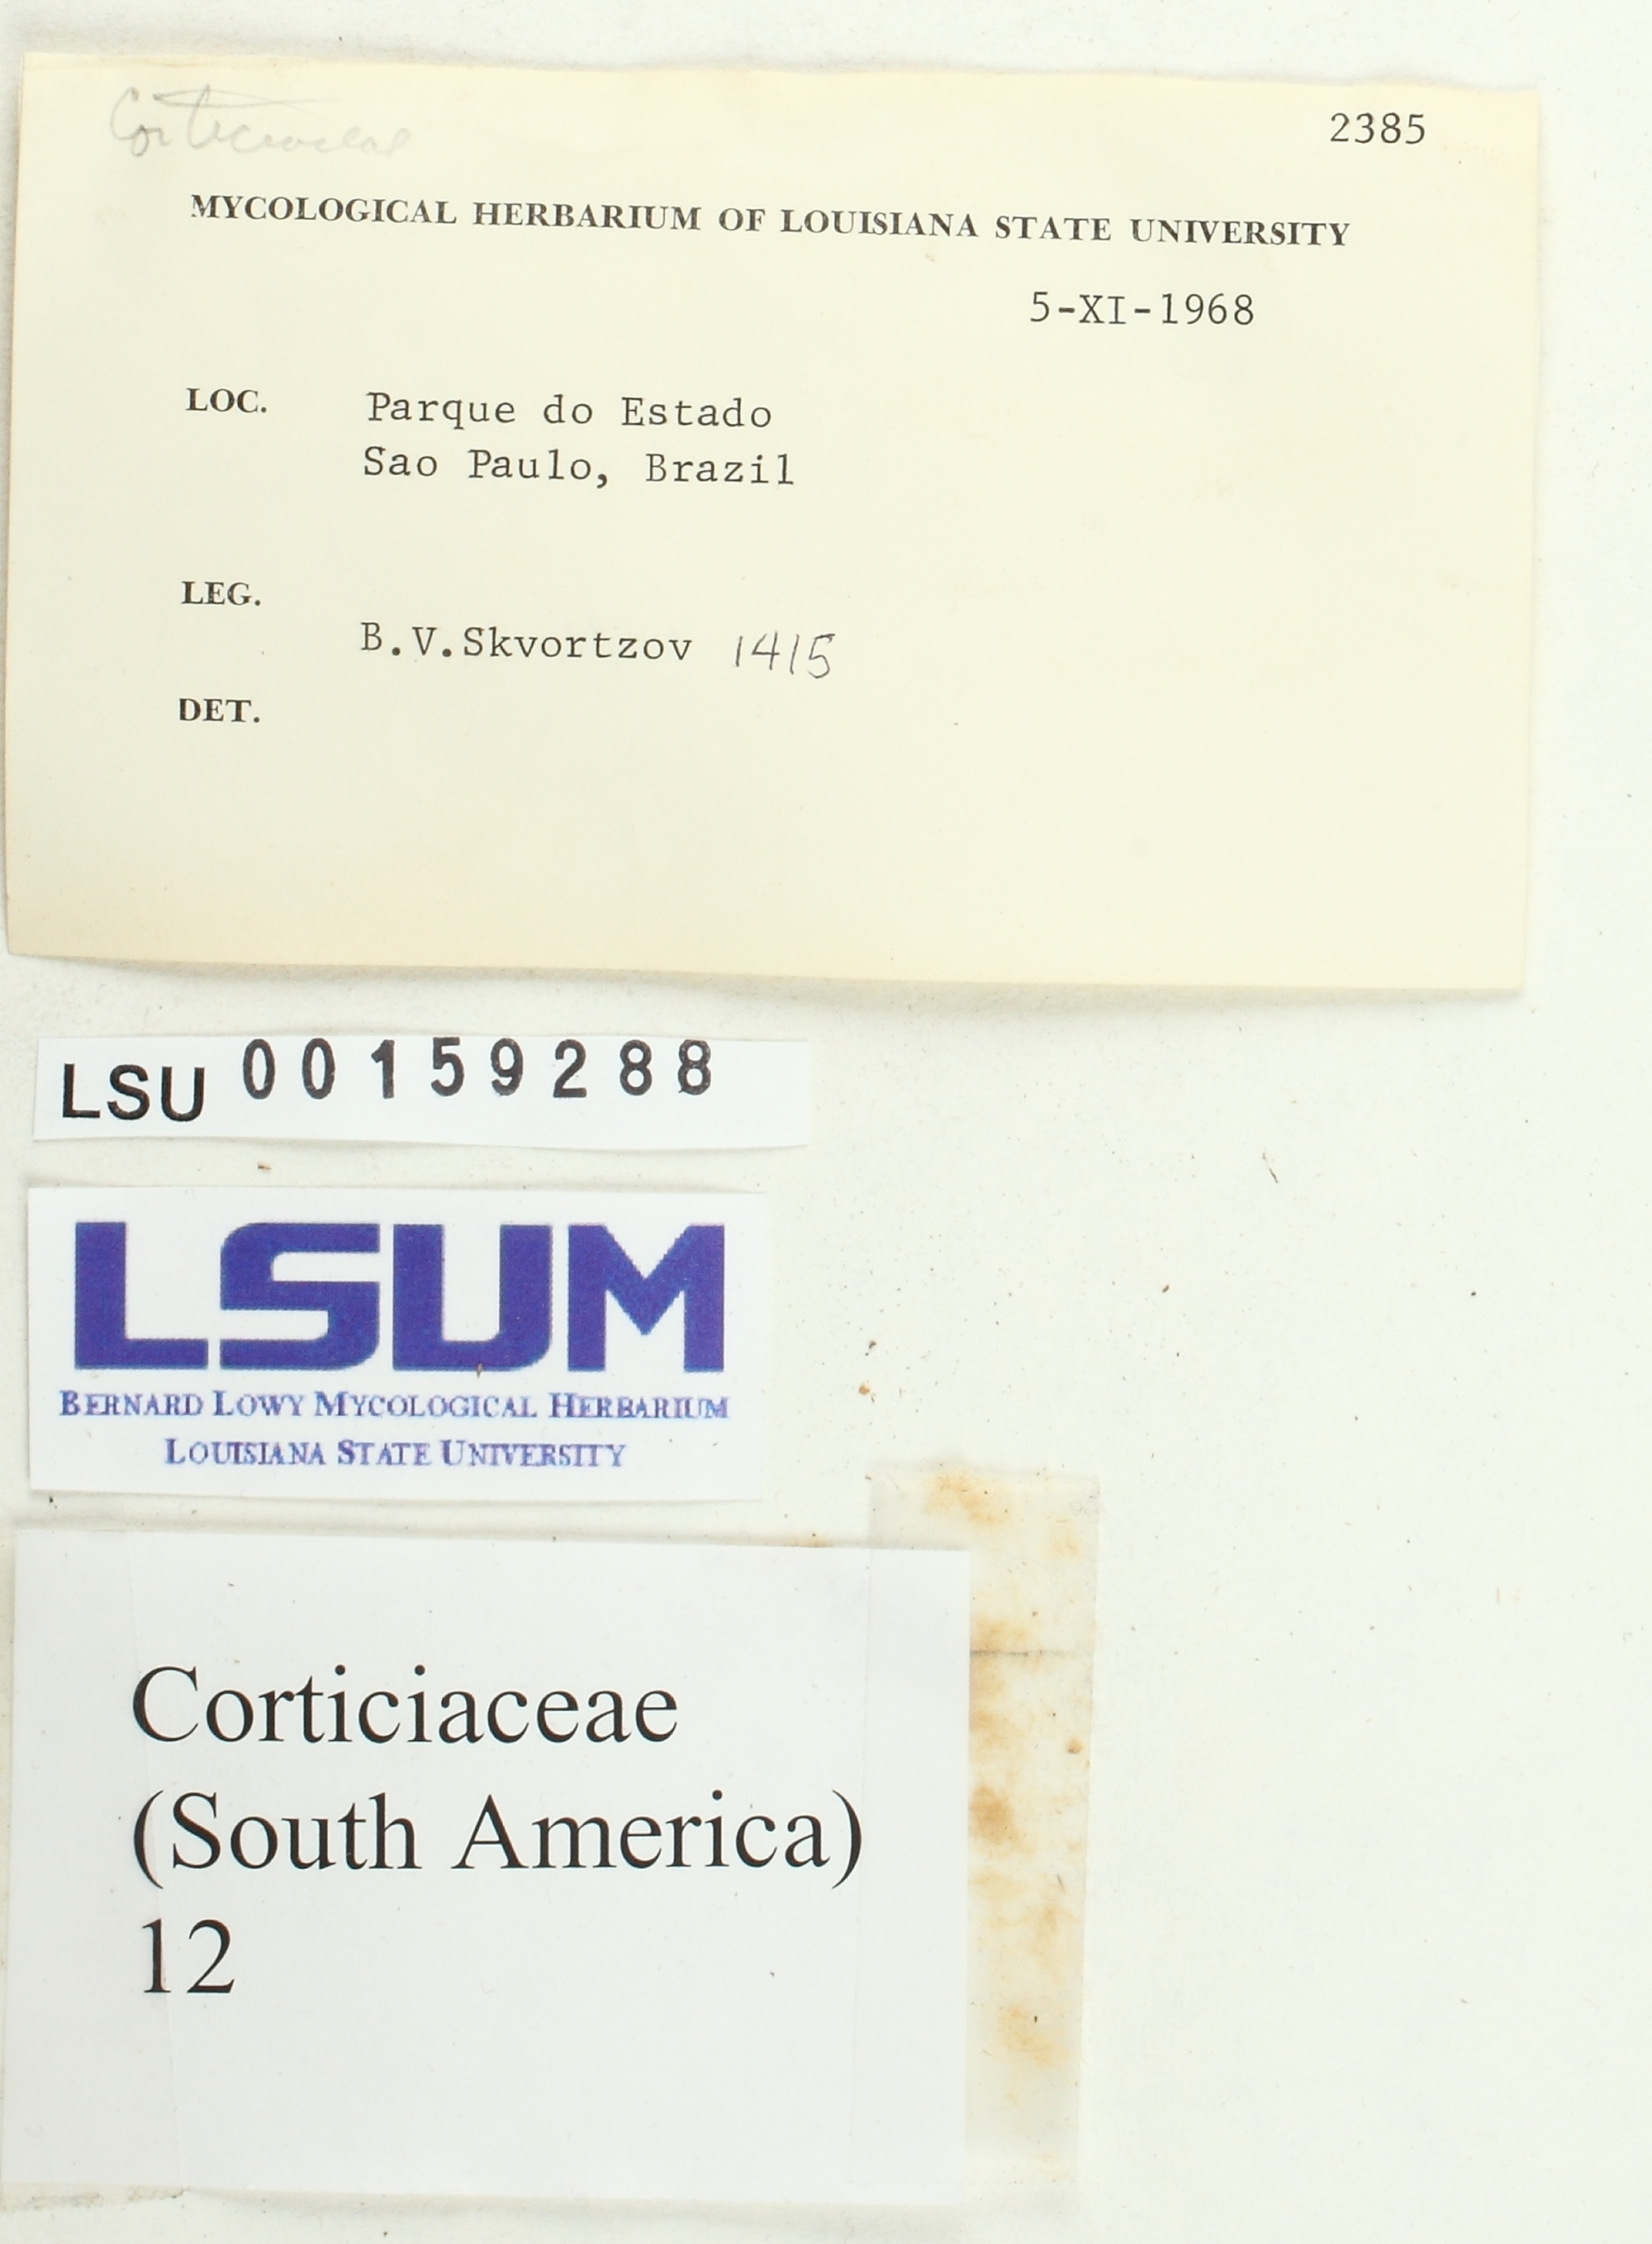 Corticiaceae
2385
MYCOLOGICAL HERBARIUM OF LOUISIANA STATE UNIVERSITY
5-XI-1968
LOC. Parque do Estado
Sao Paulo, Brazil
LEG.
B.V.Skvortzov 1415
DET.
LSU 00159288
LSUM
BERNARD LOWY MYCOLOGICAL HERBARIUM
LOUISIANA STATE UNIVERSITY
Corticiaceae
(South America)
12